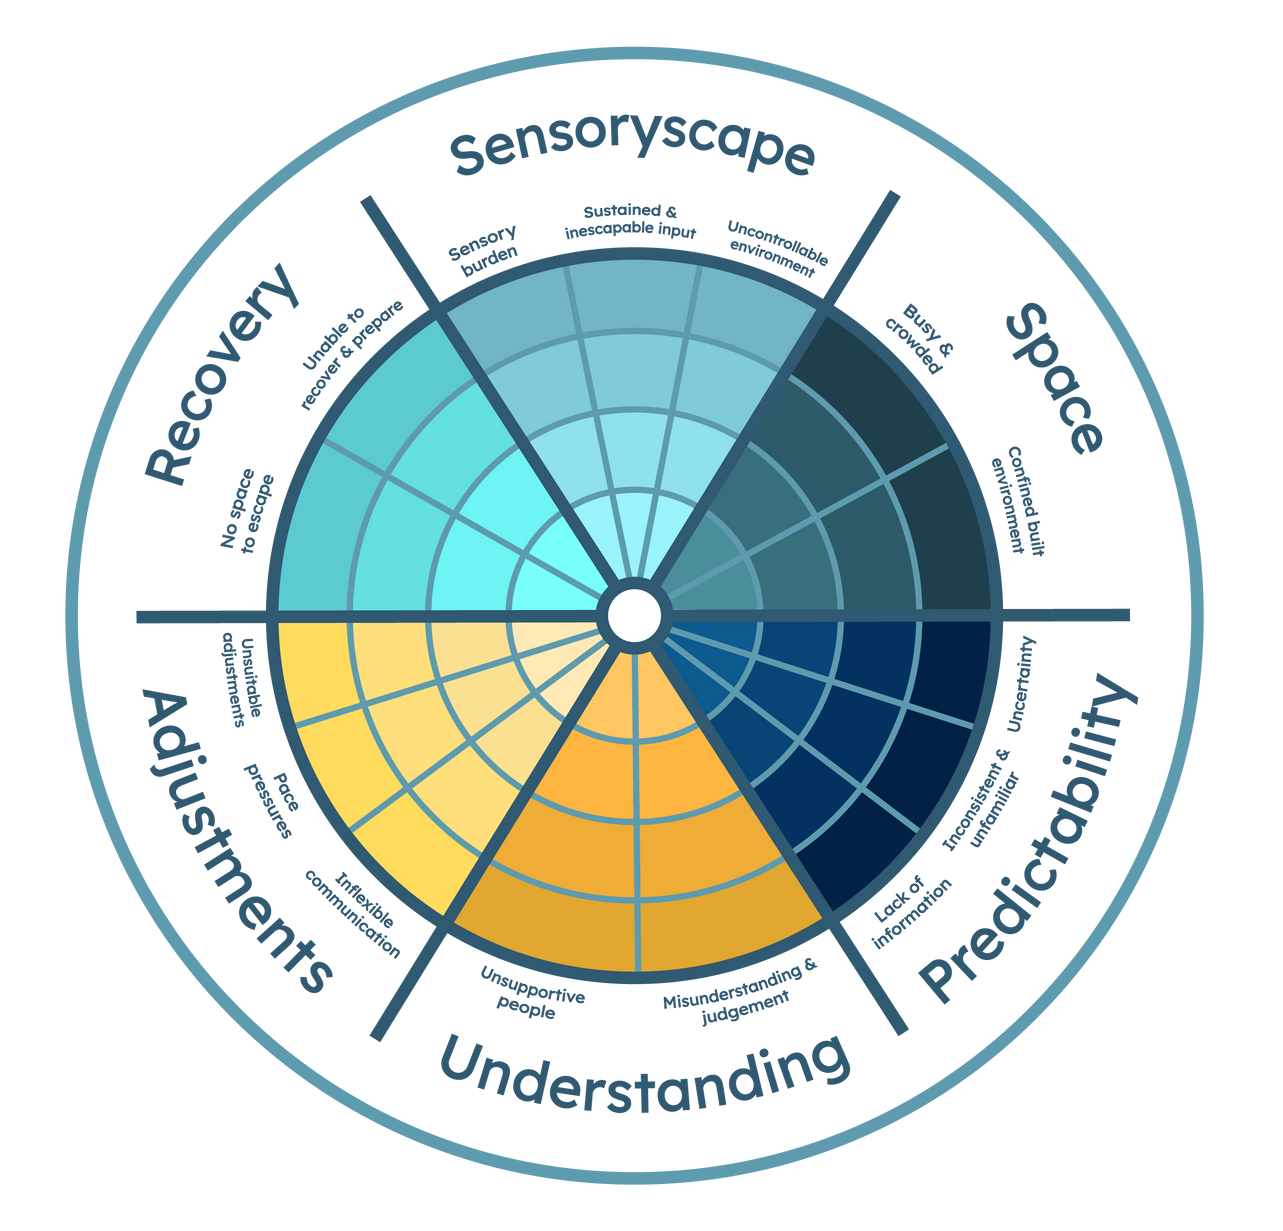 Sensoryscape
Sensory
burden
Sustained &
inescapable input
Uncontrollable
environment
Space
Busy &
crowded
Confined built
environment
Predictability
Uncertainty
Inconsistent &
unfamiliar
Lack of
information
Understanding
Misunderstanding &
judgement
Unsupportive
people
Adjustments
Inflexible
communication
Pace
pressures
Unsuitable
adjustments
Recovery
No space
to escape
Unable to
recover & prepare